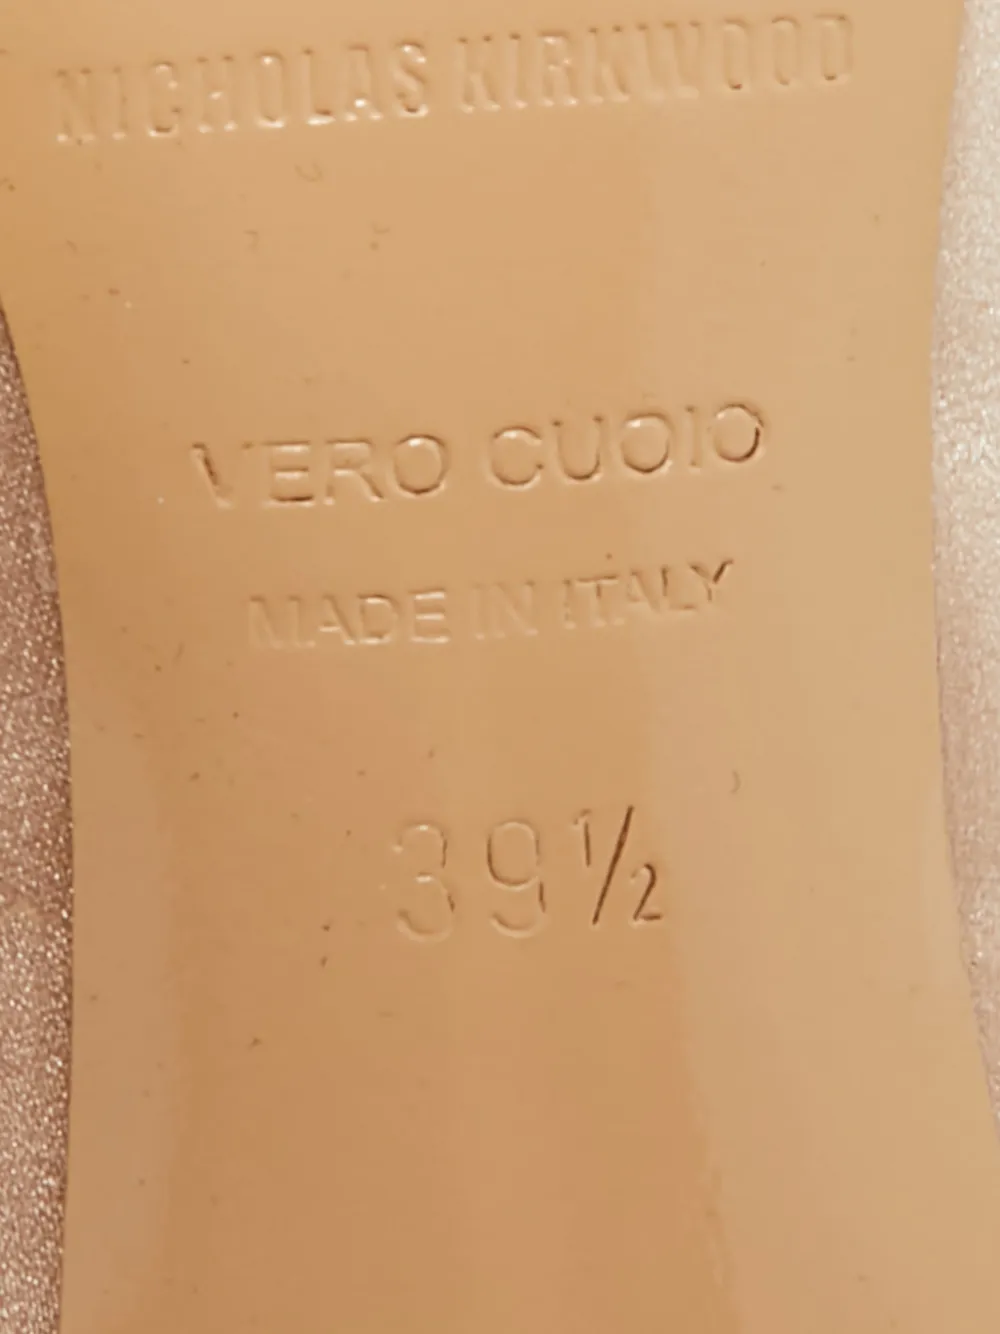 NICHOLAS KIRKWOOD
VERO CUOIO
MADE IN ITALY
39½